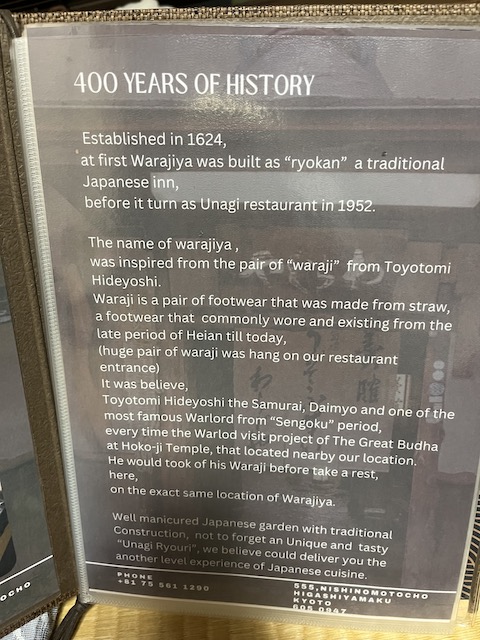 400 YEARS OF HISTORY
Established in 1624,
at first Warajiya was built as “ryokan” a traditional
Japanese inn,
before it turn as Unagi restaurant in 1952.
The name of warajiya ,
was inspired from the pair of “waraji” from Toyotomi
Hideyoshi.
Waraji is a pair of footwear that was made from straw,
a footwear that commonly wore and existing from the
late period of Heian till today,
(huge pair of waraji was hang on our restaurant
entrance)
It was believe,
Toyotomi Hideyoshi the Samurai, Daimyo and one of the
most famous Warlord from “Sengoku” period,
every time the Warlod visit project of The Great Budha
at Hoko-ji Temple, that located nearby our location.
He would took of his Waraji before take a rest,
here,
on the exact same location of Warajiya.
Well manicured Japanese garden with traditional
Construction, not to forget an Unique and tasty
“Unagi Ryouri”, we believe could deliver you the
another level experience of Japanese cuisine.
PHONE
+81 75 561 1290
555,NISHINOMOTOCHO
HIGASHIYAMAKU
KYOTO
605 0947